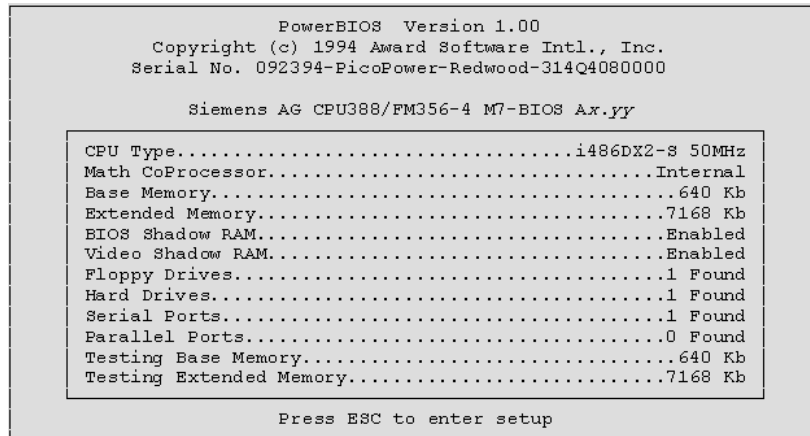 PowerBIOS Version 1.00
Copyright (c) 1994 Award Software Intl., Inc.
Serial No. 092394-PicoPower-Redwood-314Q4080000
Siemens AG CPU388/FM356-4 M7-BIOS Ax.yy
CPU Type....................................i486DX2-S 50MHz
Math CoProcessor...................................Internal
Base Memory..........................................640 Kb
Extended Memory.....................................7168 Kb
BIOS Shadow RAM.....................................Enabled
Video Shadow RAM....................................Enabled
Floppy Drives.......................................1 Found
Hard Drives.........................................1 Found
Serial Ports........................................1 Found
Parallel Ports......................................0 Found
Testing Base Memory..................................640 Kb
Testing Extended Memory.............................7168 Kb
Press ESC to enter setup